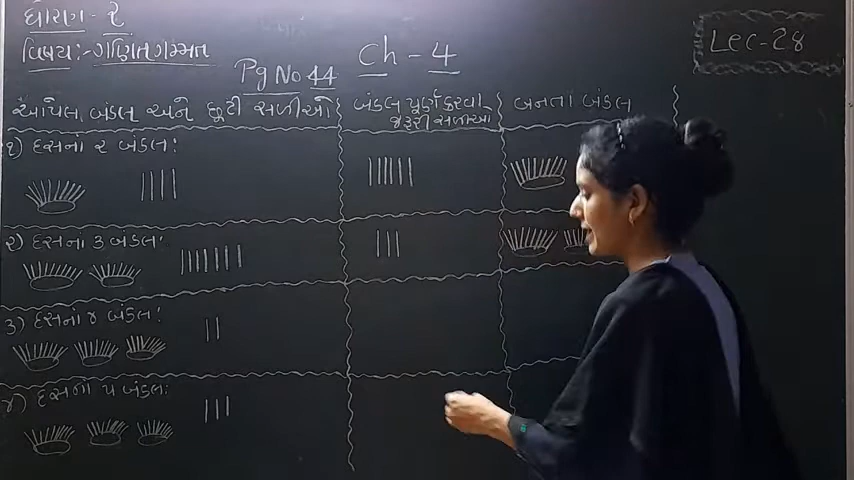 ધોરણ - ૨
વિષય:- ગણિત ગમ્મત
Ch - 4
Lec-28
Pg No 44
આપેલ બંડલ અને છૂટી સળીઓ
બંડલ પૂર્ણ કરવા
જરૂરી સળીઓ
બનતા બંડલ
૧) દસના ૨ બંડલ:
૨) દસના ૩ બંડલ:
૩) દસના ૪ બંડલ:
૪) દસના ૫ બંડલ: